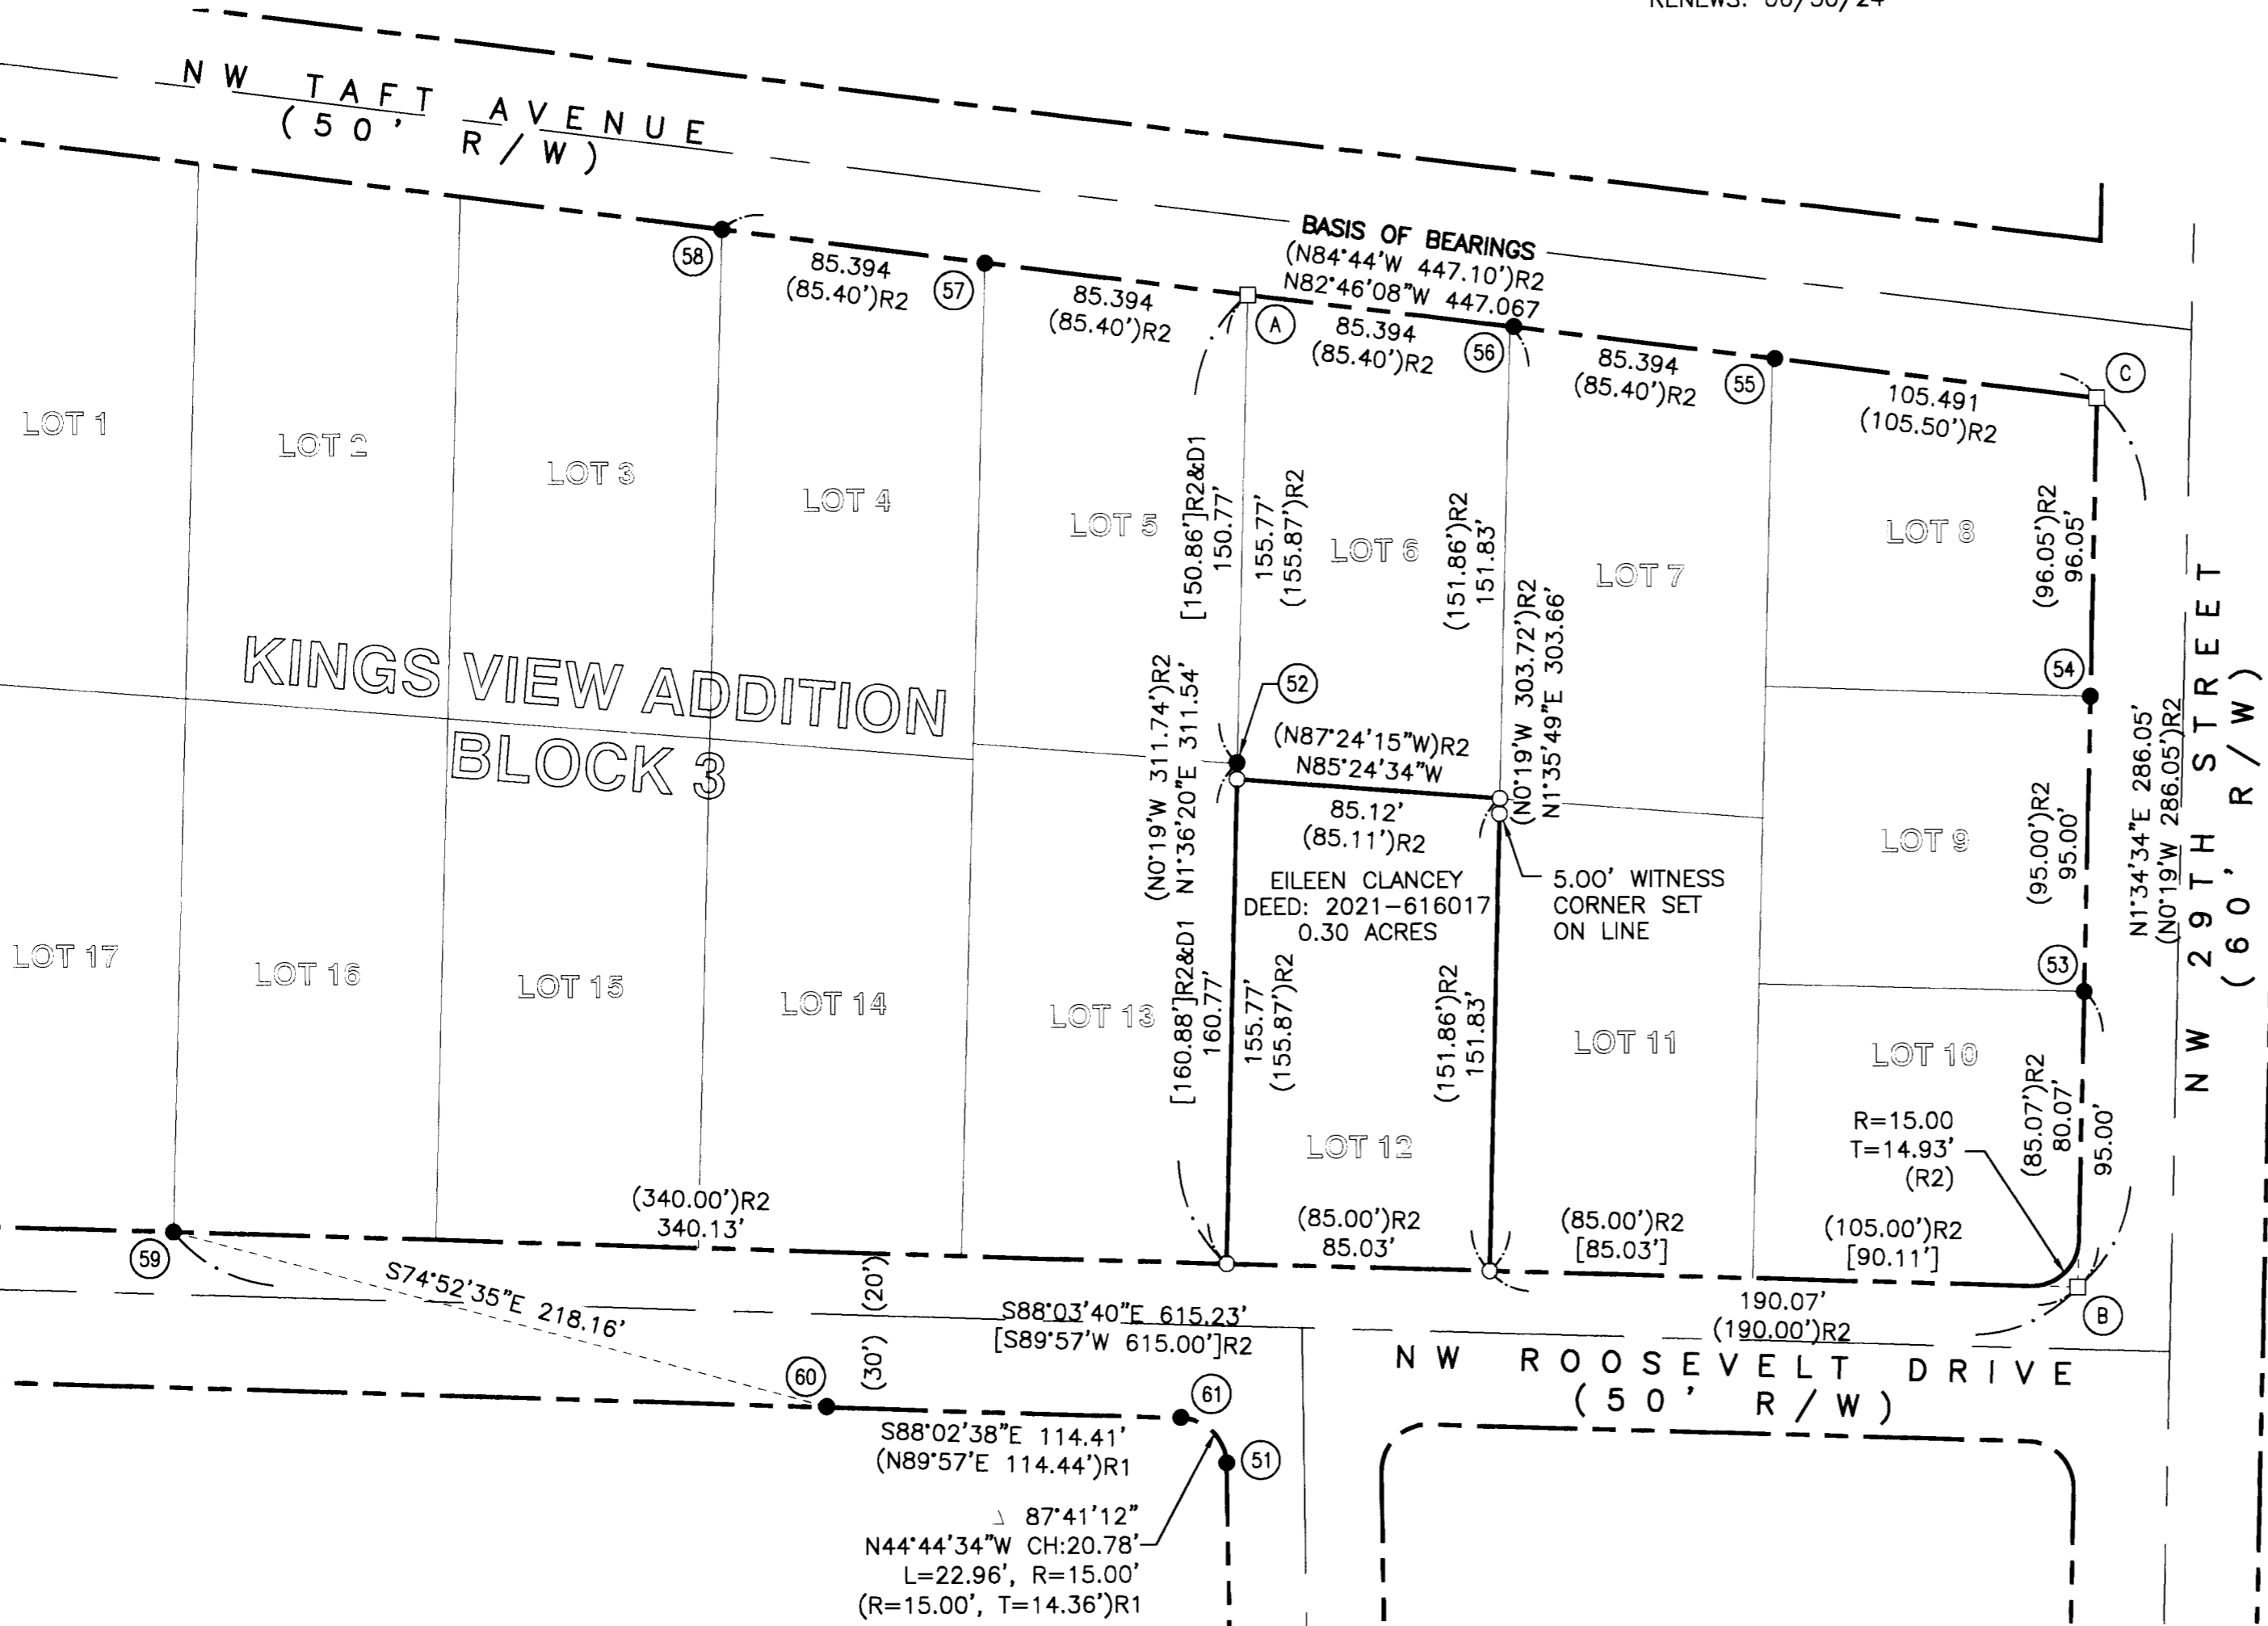 RENEWS: 06/30/24
NW TAFT AVENUE
(50' R/W)
BASIS OF BEARINGS
(N84°44'W 447.10')R2
N82°46'08"W 447.067
58
85.394
(85.40')R2
57
85.394
(85.40')R2
A
85.394
(85.40')R2
56
85.394
(85.40')R2
55
105.491
(105.50')R2
C
LOT 1
LOT 2
LOT 3
LOT 4
LOT 5
LOT 6
LOT 7
LOT 8
[150.86']R2&D1
150.77'
155.77'
(155.87')R2
(151.86')R2
151.83'
(96.05')R2
96.05'
KINGS VIEW ADDITION
BLOCK 3
(N0°19'W 311.74')R2
N1°36'20"E 311.54'
52
(N87°24'15"W)R2
N85°24'34"W
85.12'
(85.11')R2
(N0°19'W 303.72')R2
N1°35'49"E 303.66'
54
N1°34'34"E 286.05'
(N0°19'W 286.05')R2
NW 29TH STREET
(60' R/W)
EILEEN CLANCEY
DEED: 2021-616017
0.30 ACRES
5.00' WITNESS
CORNER SET
ON LINE
LOT 9
(95.00')R2
95.00'
53
LOT 17
LOT 16
LOT 15
LOT 14
LOT 13
[160.88']R2&D1
160.77'
155.77'
(155.87')R2
(151.86')R2
151.83'
LOT 12
LOT 11
LOT 10
(85.07')R2
80.07'
95.00'
R=15.00
T=14.93'
(R2)
(340.00')R2
340.13'
(85.00')R2
85.03'
(85.00')R2
[85.03']
(105.00')R2
[90.11']
59
S74°52'35"E 218.16'
(20')
(30')
S88°03'40"E 615.23'
[S89°57'W 615.00']R2
190.07'
(190.00')R2
B
NW ROOSEVELT DRIVE
(50' R/W)
60
61
S88°02'38"E 114.41'
(N89°57'E 114.44')R1
51
Δ 87°41'12"
N44°44'34"W CH:20.78'
L=22.96', R=15.00'
(R=15.00', T=14.36')R1